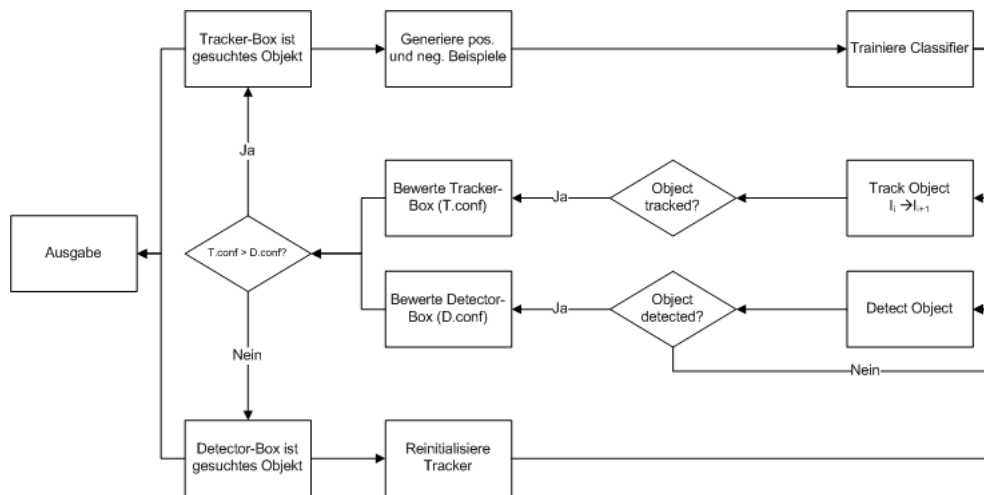 Tracker-Box ist
gesuchtes Objekt
Generiere pos.
und neg. Beispiele
Trainiere Classifier
Ja
Bewerte Tracker-
Box (T.conf)
Ja
Object
tracked?
Track Object
Iᵢ →Iᵢ₊₁
Ausgabe
T.conf > D.conf?
Bewerte Detector-
Box (D.conf)
Ja
Object
detected?
Detect Object
Nein
Nein
Detector-Box ist
gesuchtes Objekt
Reinitialisiere
Tracker